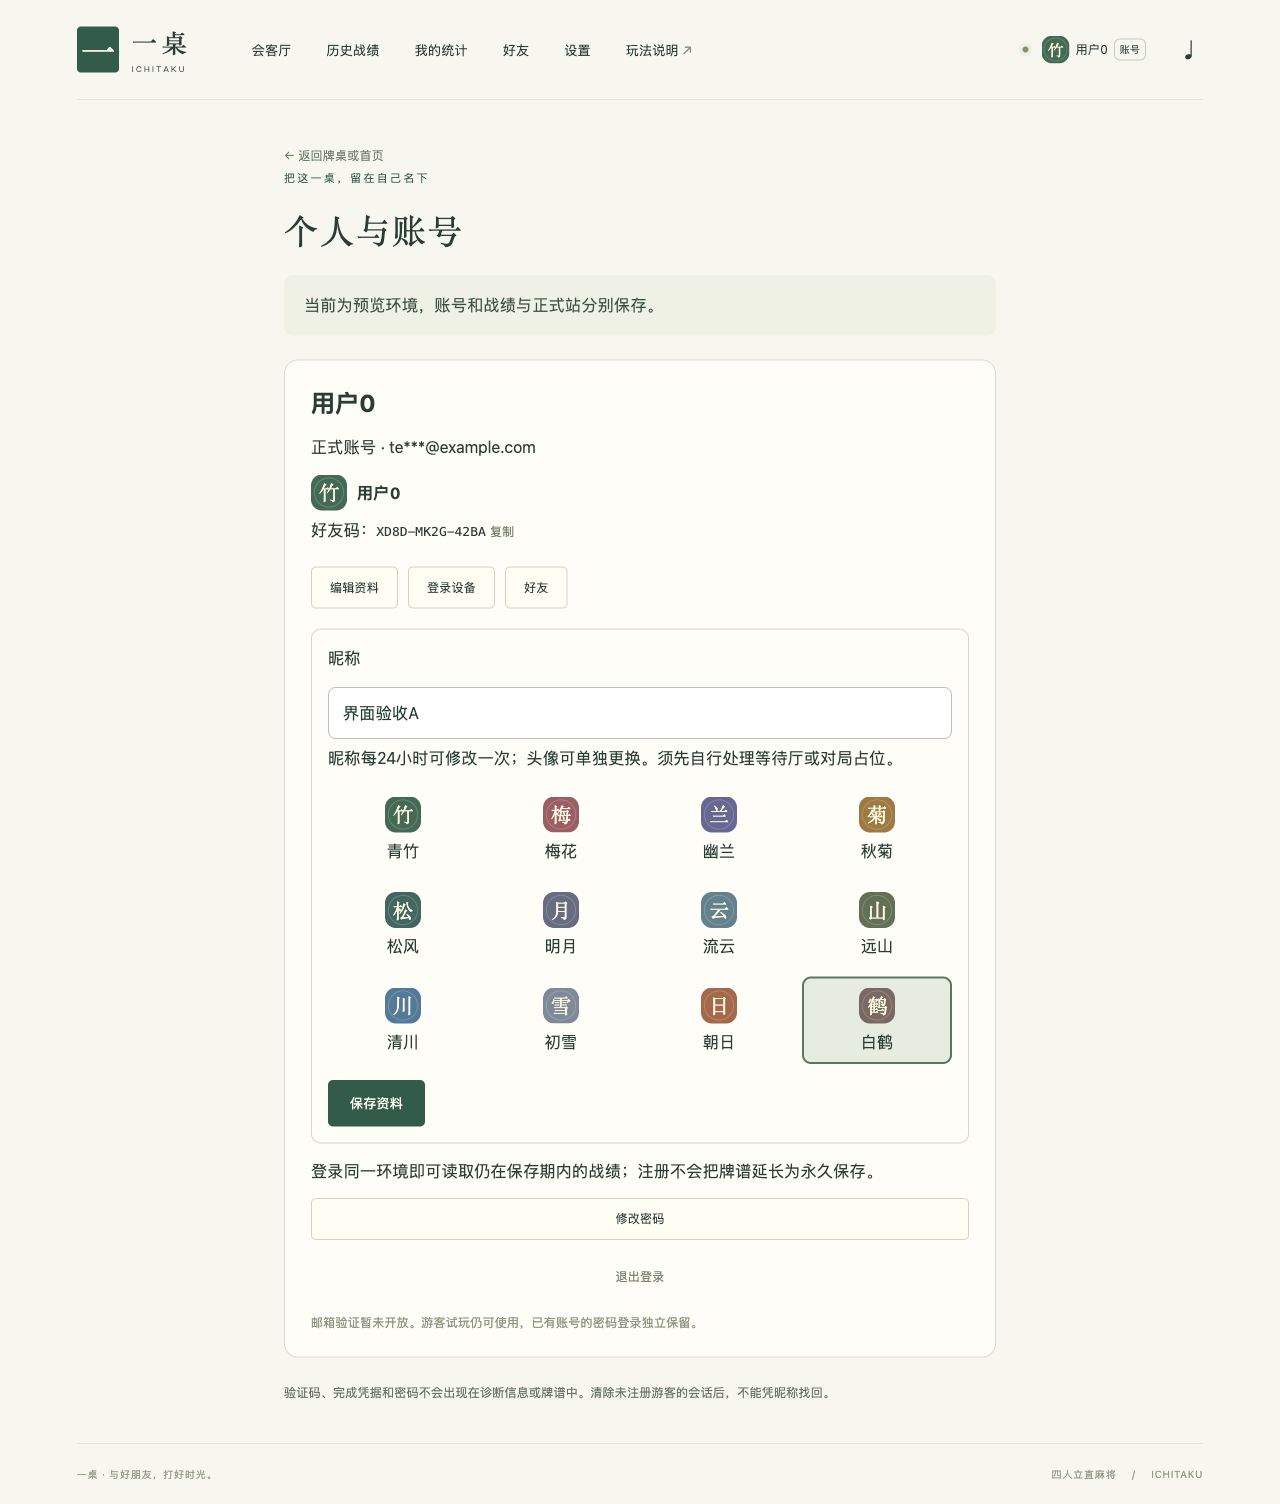 一 一桌
ICHITAKU
会客厅 历史战绩 我的统计 好友 设置 玩法说明 ↗
竹 用户0 账号 ♩
← 返回牌桌或首页
把这一桌，留在自己名下
个人与账号
当前为预览环境，账号和战绩与正式站分别保存。
用户0
正式账号 · te***@example.com
竹 用户0
好友码： XD8D-MK2G-42BA 复制
编辑资料 登录设备 好友
昵称
界面验收A
昵称每24小时可修改一次；头像可单独更换。须先自行处理等待厅或对局占位。
竹 梅 兰 菊
青竹 梅花 幽兰 秋菊
松 月 云 山
松风 明月 流云 远山
川 雪 日 鹤
清川 初雪 朝日 白鹤
保存资料
登录同一环境即可读取仍在保存期内的战绩；注册不会把牌谱延长为永久保存。
修改密码
退出登录
邮箱验证暂未开放。游客试玩仍可使用，已有账号的密码登录独立保留。
验证码、完成凭据和密码不会出现在诊断信息或牌谱中。清除未注册游客的会话后，不能凭昵称找回。
一桌 · 与好朋友，打好时光。
四人立直麻将 / ICHITAKU